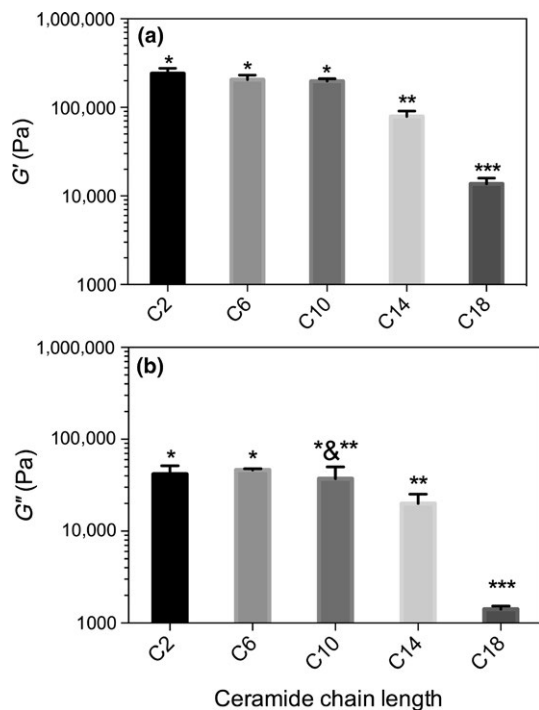 (a)
G' (Pa)
1,000,000
100,000
10,000
1000
* * * ** ***
C2 C6 C10 C14 C18
(b)
G" (Pa)
1,000,000
100,000
10,000
1000
* * *&** ** ***
C2 C6 C10 C14 C18
Ceramide chain length